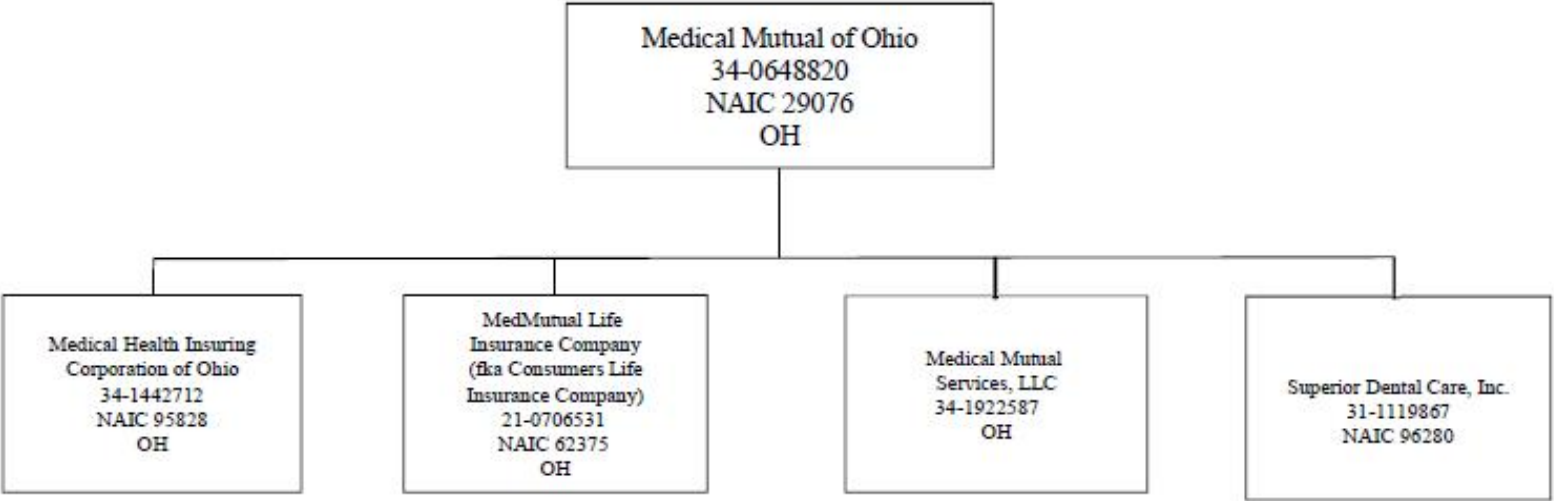 Medical Mutual of Ohio
34-0648820
NAIC 29076
OH
Medical Health Insuring
Corporation of Ohio
34-1442712
NAIC 95828
OH
MedMutual Life
Insurance Company
(fka Consumers Life
Insurance Company)
21-0706531
NAIC 62375
OH
Medical Mutual
Services, LLC
34-1922587
OH
Superior Dental Care, Inc.
31-1119867
NAIC 96280